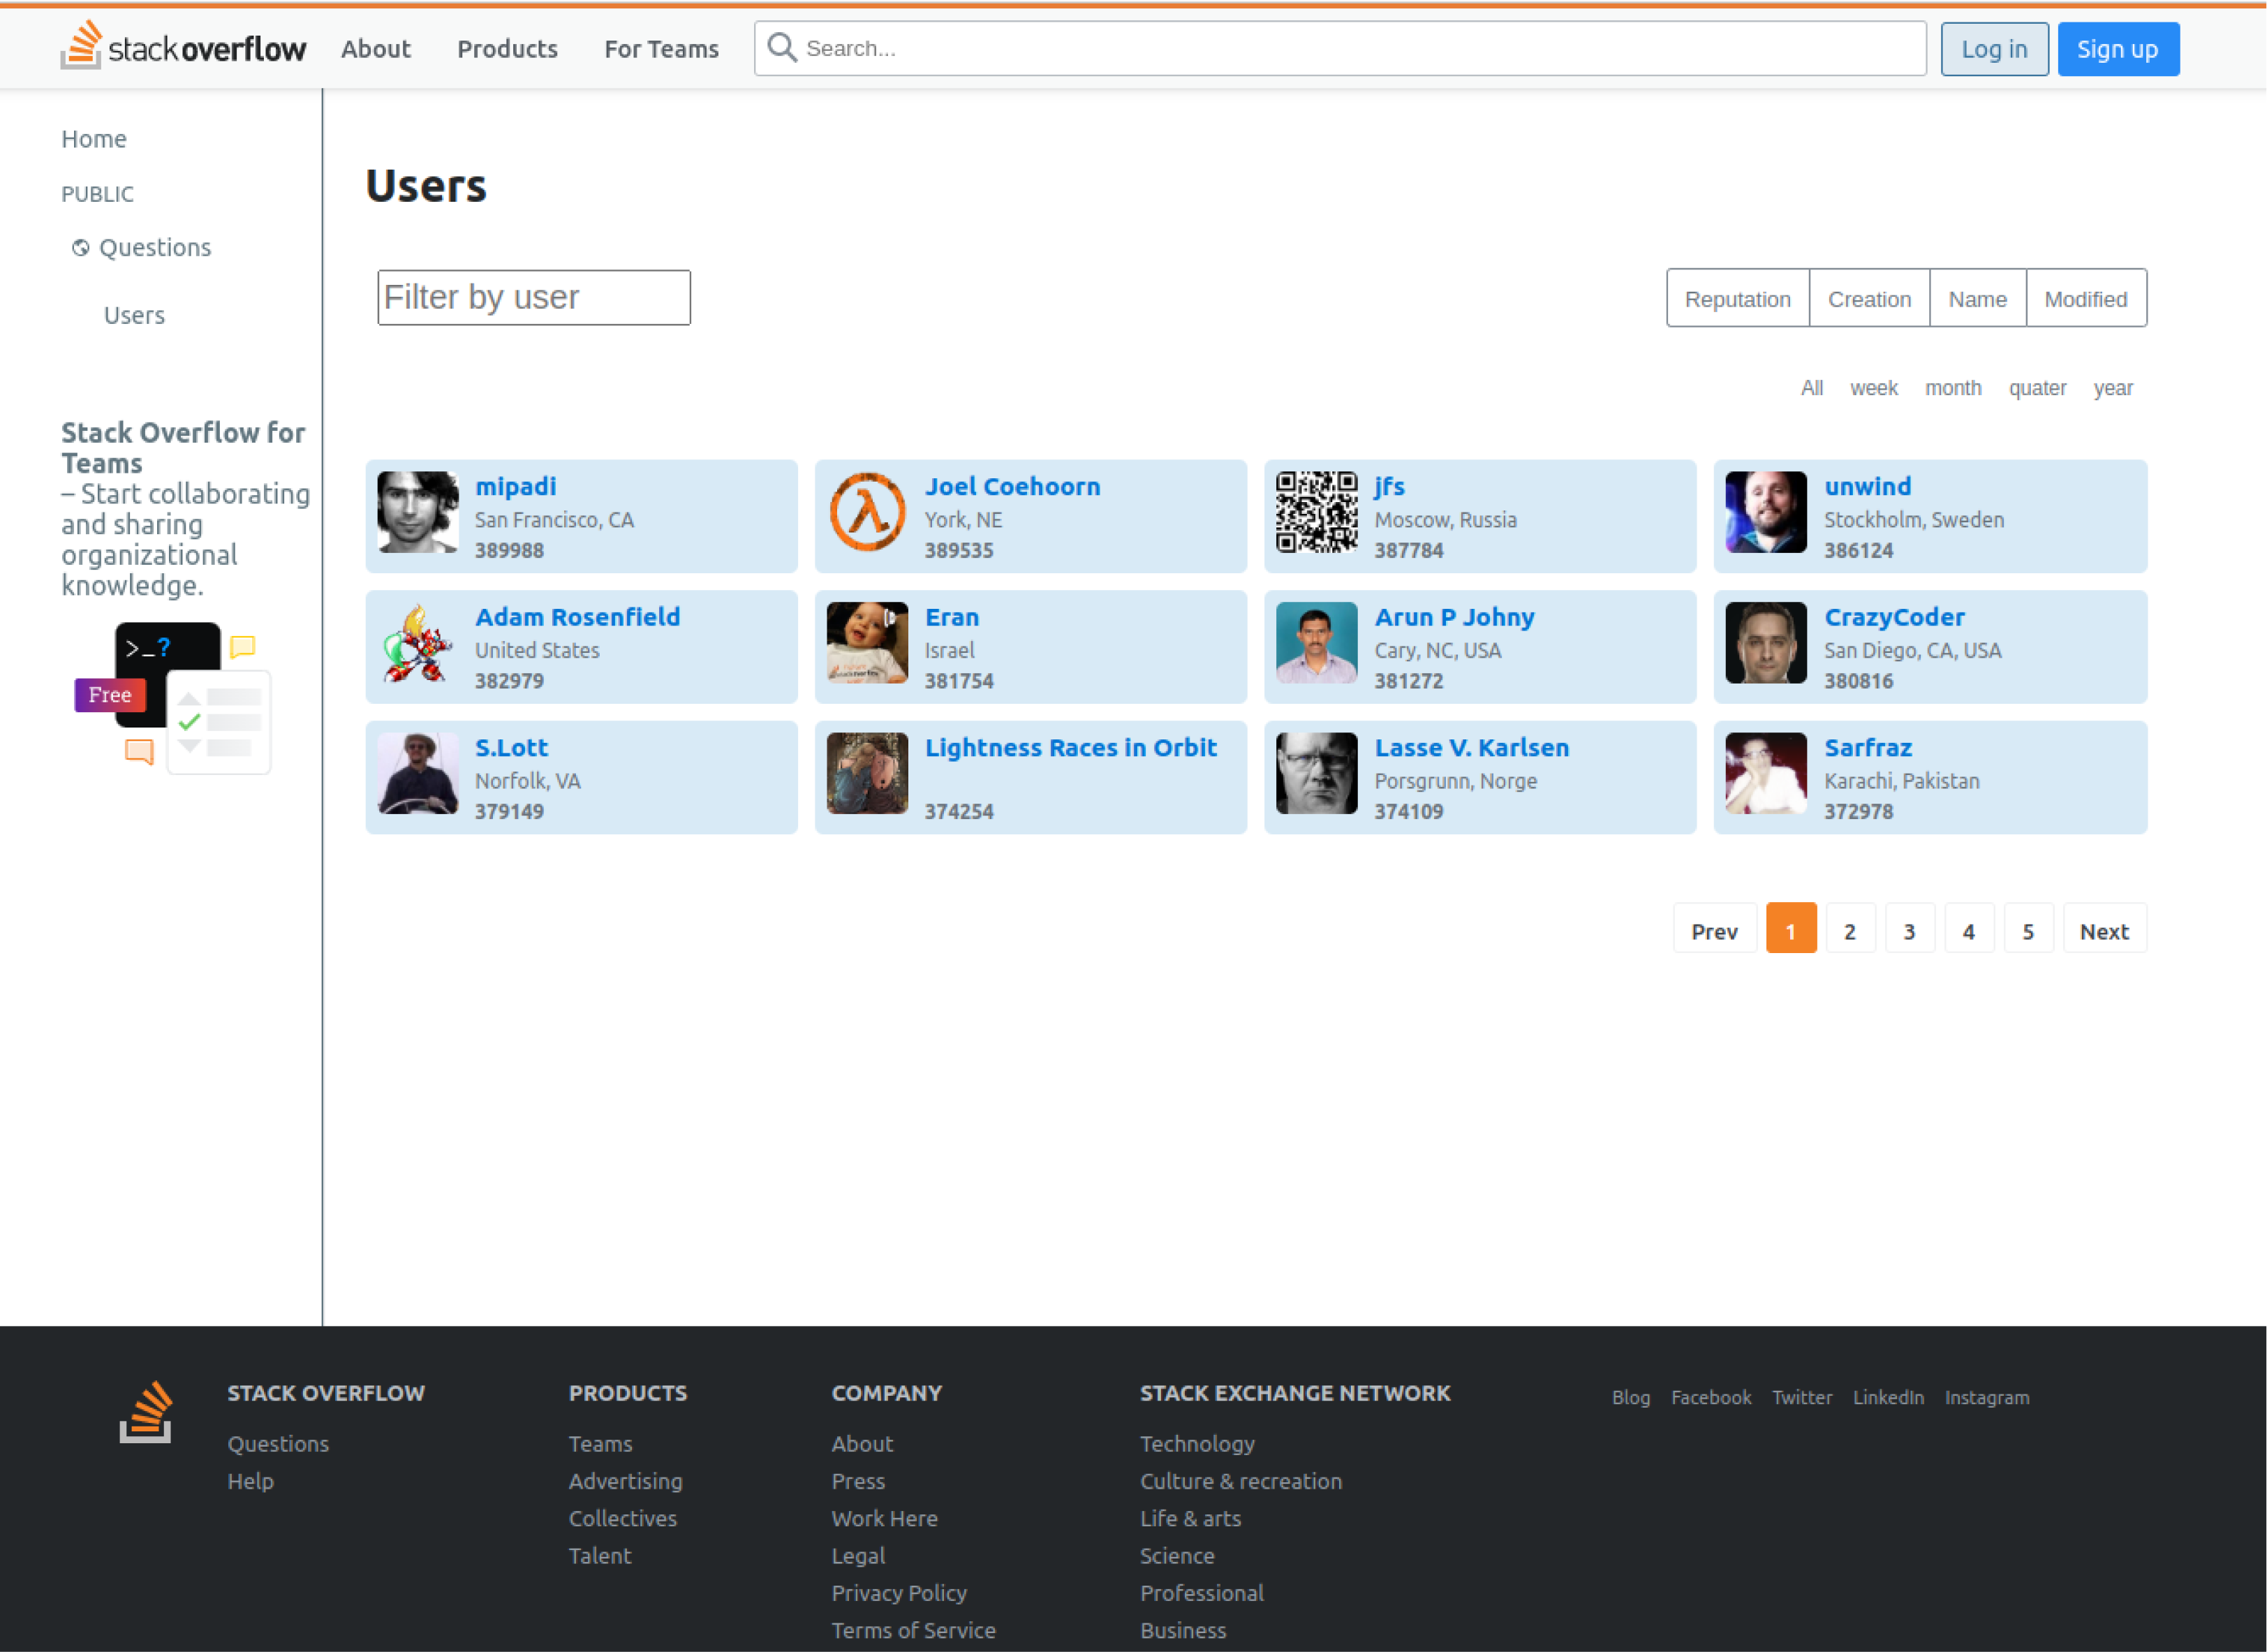 stackoverflow About Products For Teams Search... Log in Sign up
Home
PUBLIC
Questions
Users
Stack Overflow for
Teams
– Start collaborating
and sharing
organizational
knowledge.
>_?
Free
Users
Filter by user
Reputation Creation Name Modified
All week month quater year
mipadi
San Francisco, CA
389988
Joel Coehoorn
York, NE
389535
jfs
Moscow, Russia
387784
unwind
Stockholm, Sweden
386124
Adam Rosenfield
United States
382979
Eran
Israel
381754
Arun P Johny
Cary, NC, USA
381272
CrazyCoder
San Diego, CA, USA
380816
S.Lott
Norfolk, VA
379149
Lightness Races in Orbit
374254
Lasse V. Karlsen
Porsgrunn, Norge
374109
Sarfraz
Karachi, Pakistan
372978
Prev 1 2 3 4 5 Next
STACK OVERFLOW
Questions
Help
PRODUCTS
Teams
Advertising
Collectives
Talent
COMPANY
About
Press
Work Here
Legal
Privacy Policy
Terms of Service
STACK EXCHANGE NETWORK
Technology
Culture & recreation
Life & arts
Science
Professional
Business
Blog Facebook Twitter LinkedIn Instagram